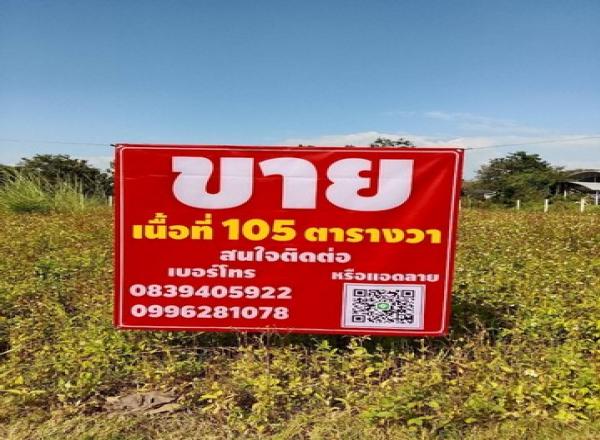 ขาย
เนื้อที่ 105 ตารางวา
สนใจติดต่อ
เบอร์โทร หรือแอดลาย
0839405922
0996281078